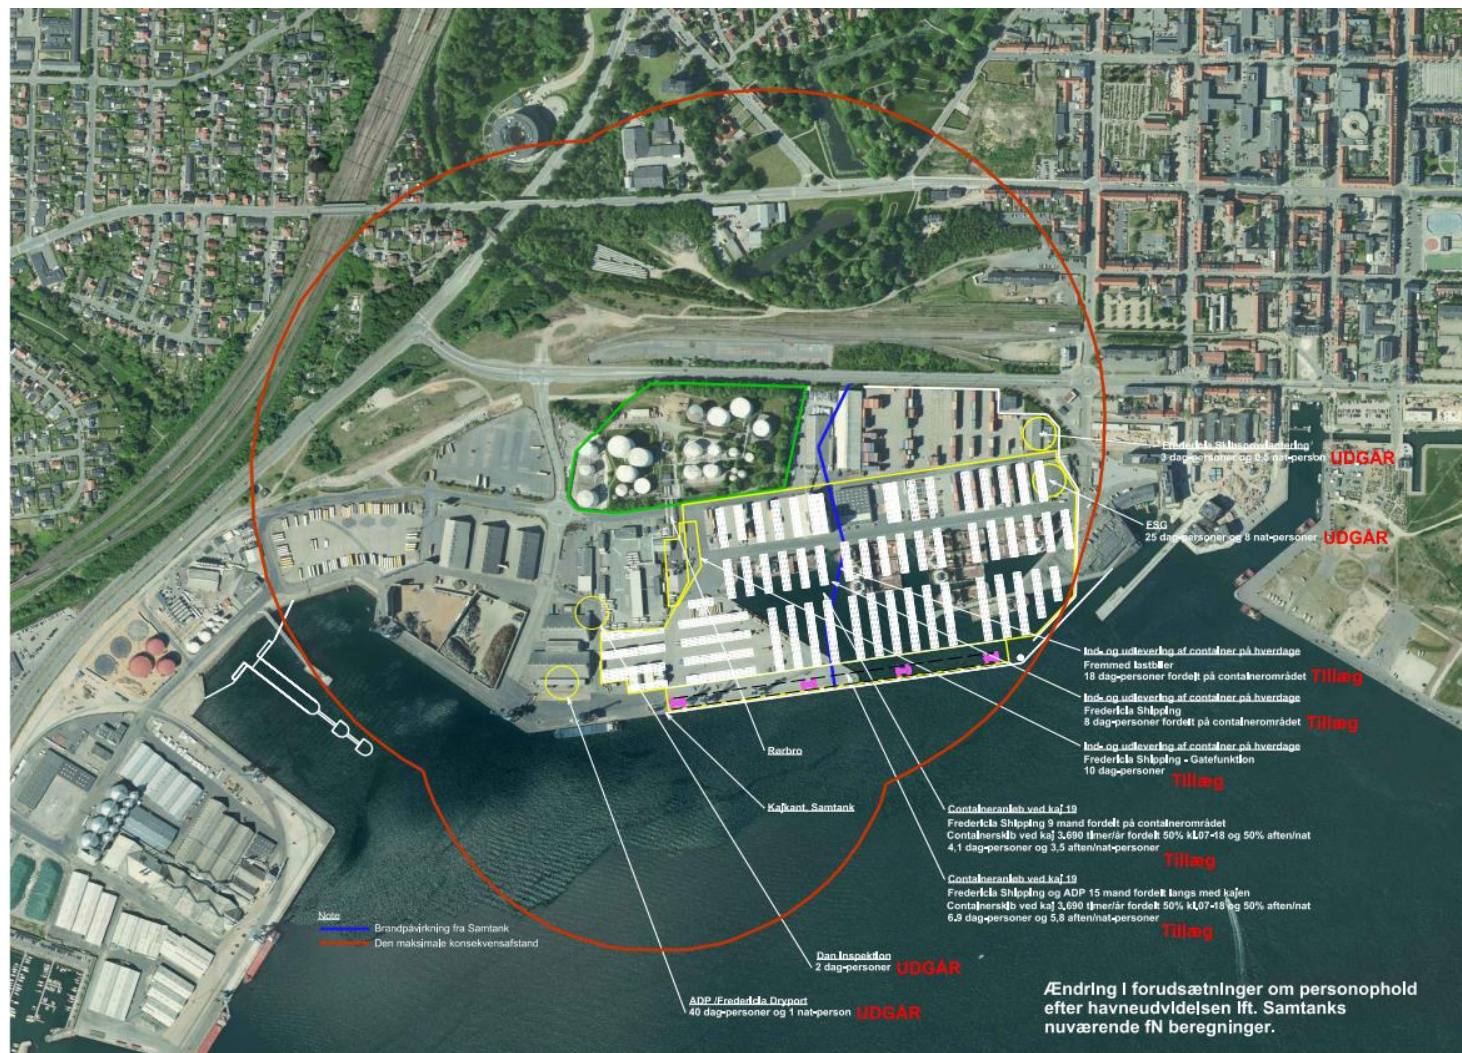 Fredericia Skibsprovlantering
3 dag-personer og 0,5 nat-person UDGÅR
FSG
25 dag-personer og 8 nat-personer UDGÅR
Ind- og udlevering af container på hverdage
Fremmed lastbiler
18 dag-personer fordelt på containerområdet Tillæg
Ind- og udlevering af container på hverdage
Fredericia Shipping
8 dag-personer fordelt på containerområdet Tillæg
Ind- og udlevering af container på hverdage
Fredericia Shipping - Gatefunktion
10 dag-personer Tillæg
Rørbro
Kajkant, Samtank
Containeranløb ved kaj 19
Fredericia Shipping 9 mand fordelt på containerområdet
Containerskib ved kaj 3.690 timer/år fordelt 50% kl.07-18 og 50% aften/nat
4,1 dag-personer og 3,5 aften/nat-personer
Tillæg
Containeranløb ved kaj 19
Fredericia Shipping og ADP 15 mand fordelt langs med kajen
Containerskib ved kaj 3.690 timer/år fordelt 50% kl.07-18 og 50% aften/nat
6.9 dag-personer og 5,8 aften/nat-personer
Tillæg
Note
Brandpåvirkning fra Samtank
Den maksimale konsekvensafstand
Dan Inspektion
2 dag-personer UDGÅR
ADP /Fredericia Dryport
40 dag-personer og 1 nat-person UDGÅR
Ændring i forudsætninger om personophold
efter havneudvidelsen ift. Samtanks
nuværende fN beregninger.